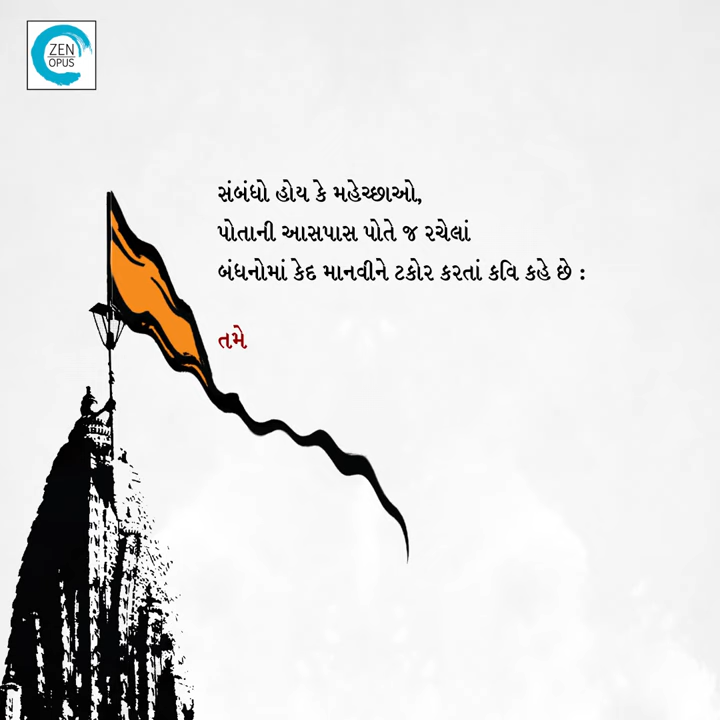 ZEN
OPUS
સંબંધો હોય કે મહેચ્છાઓ,
પોતાની આસપાસ પોતે જ રચેલાં
બંધનોમાં કેદ માનવીને ટકોર કરતાં કવિ કહે છે :
તમે